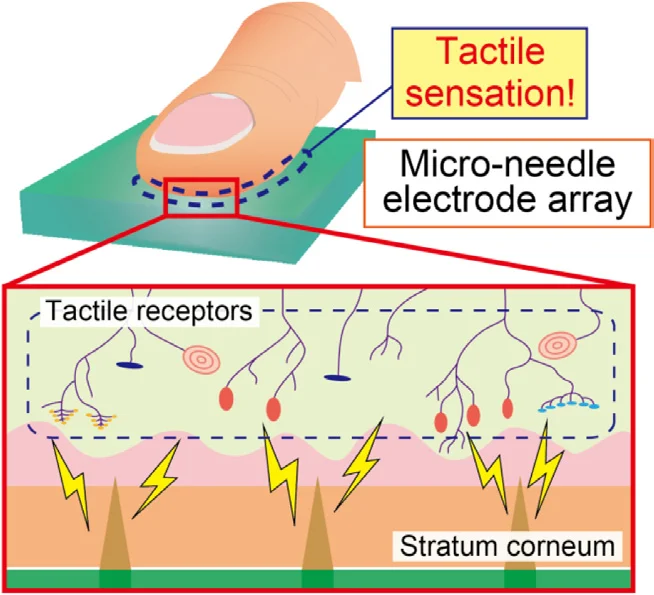 Tactile
sensation!
Micro-needle
electrode array
Tactile receptors
Stratum corneum